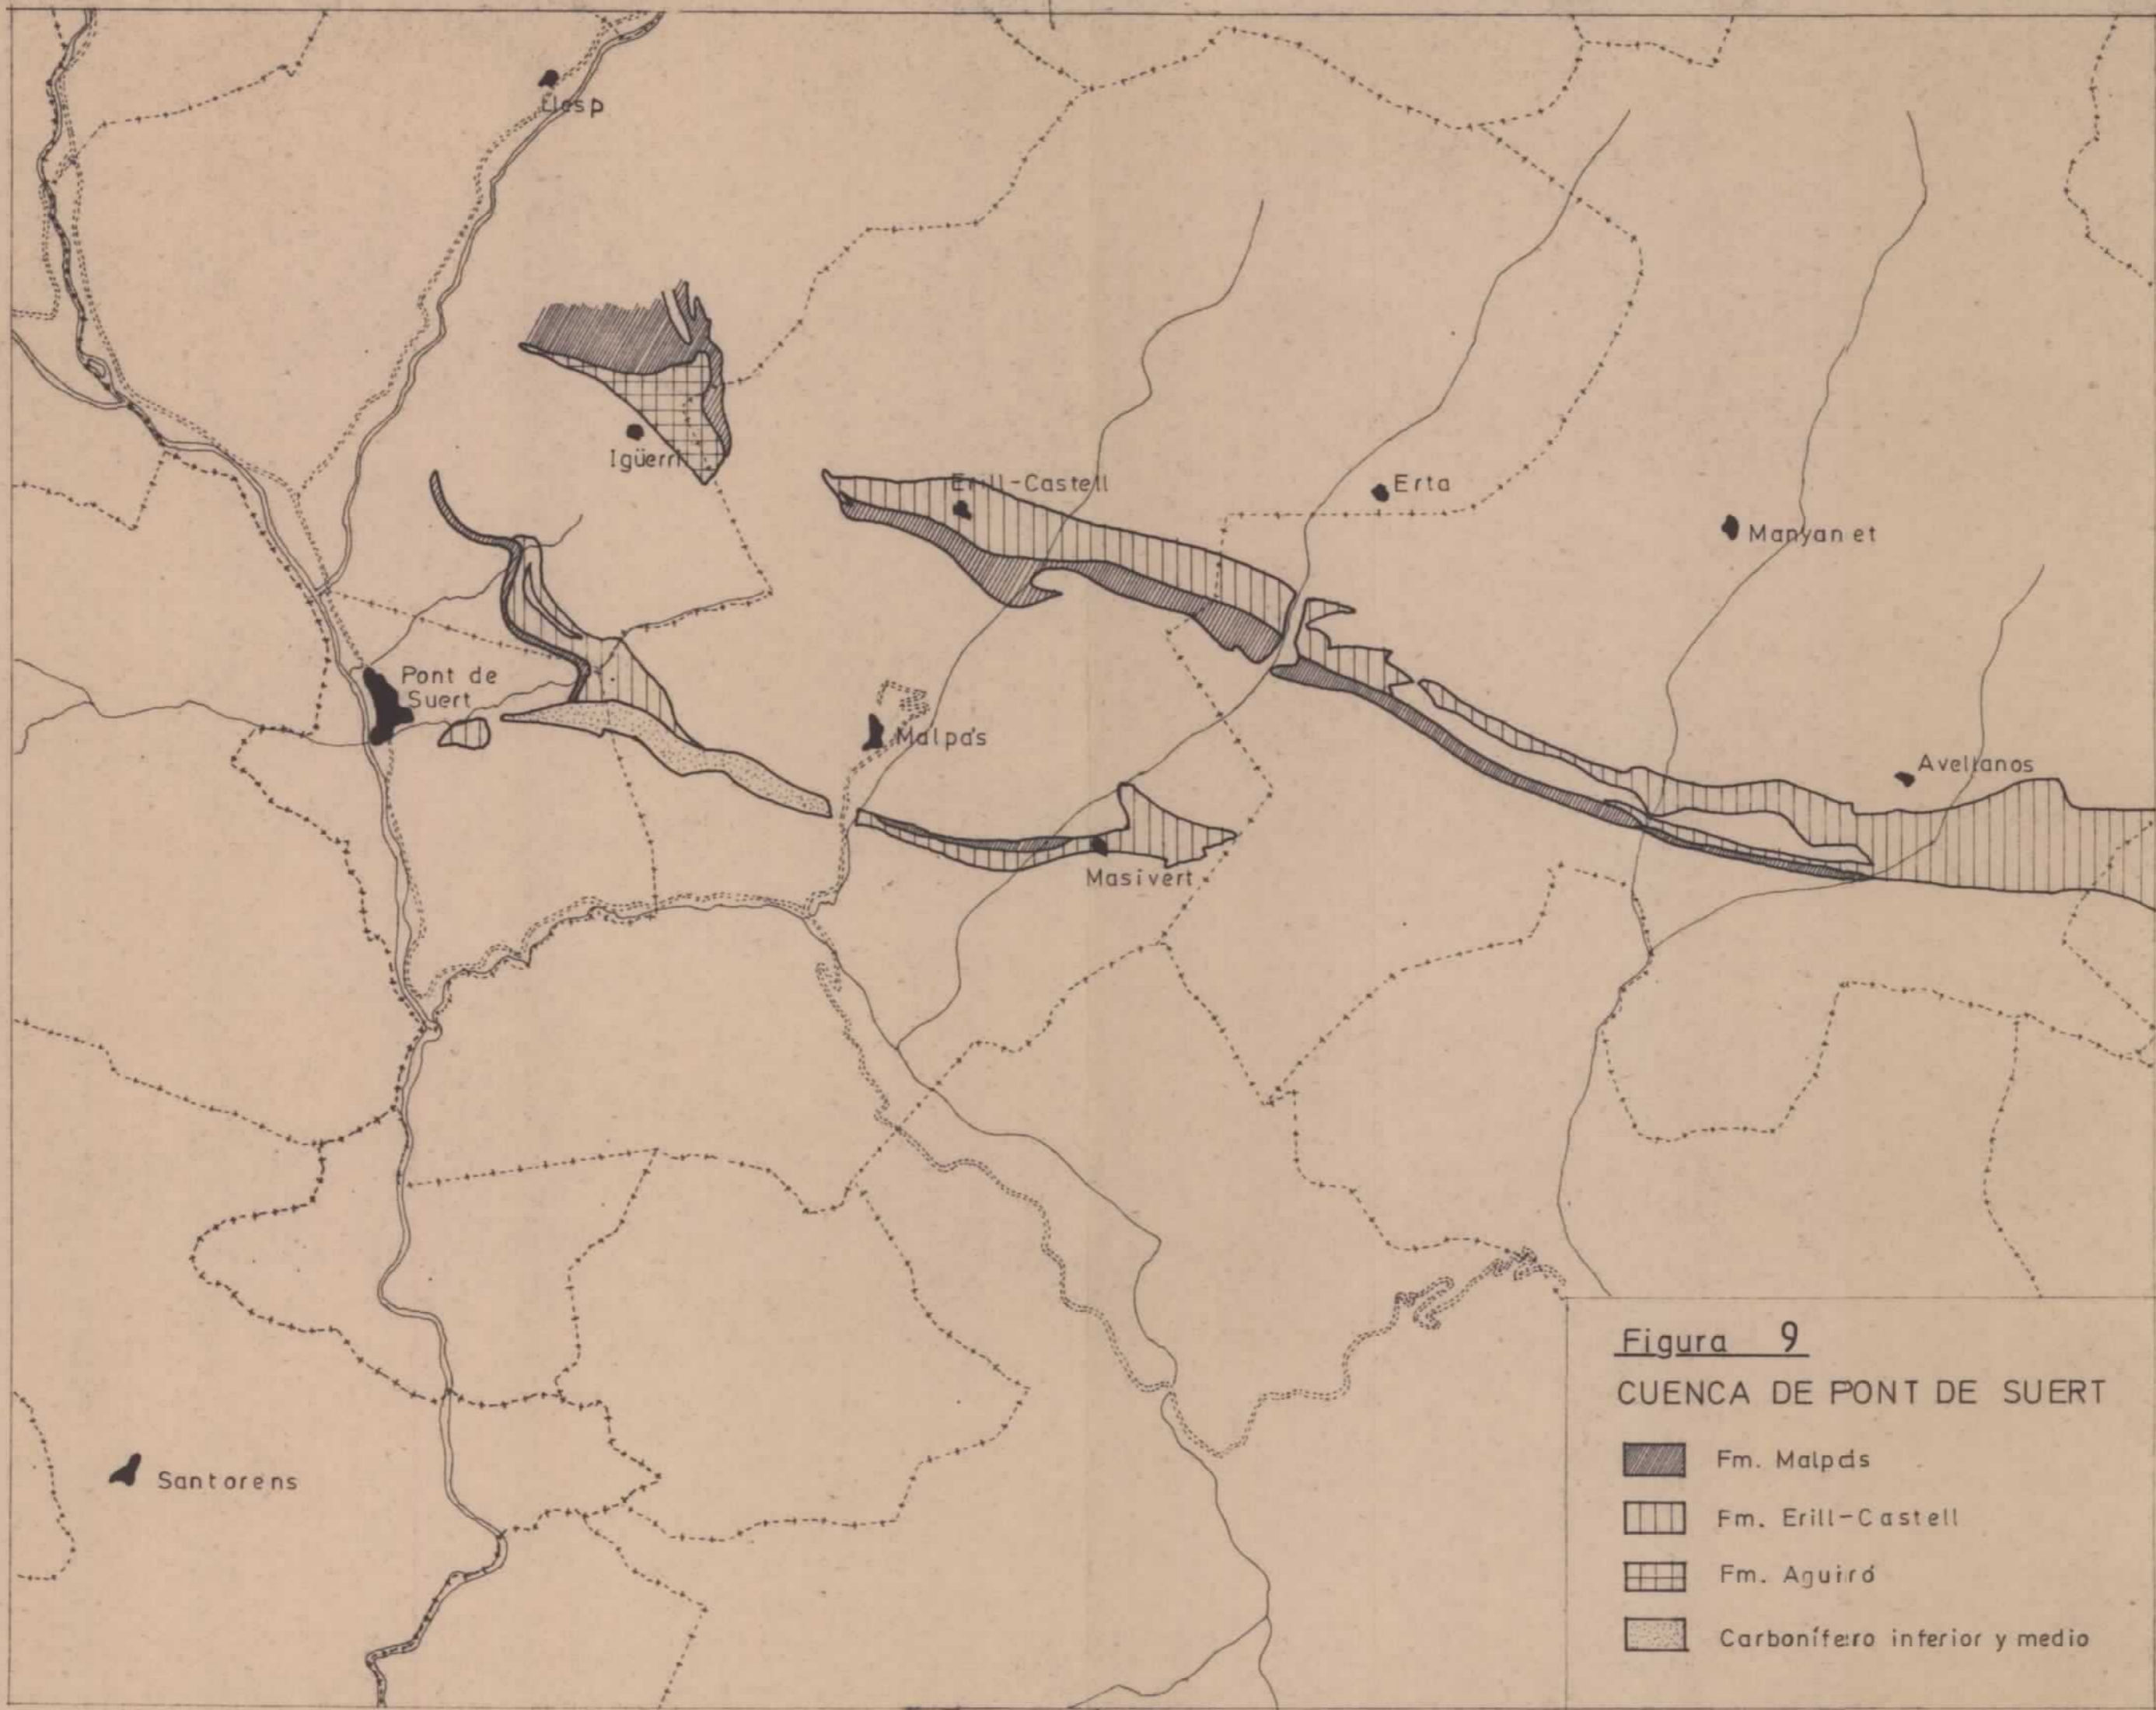 Llesp
Igüerri
Erill-Castell
Erta
Manyanet
Pont de
Suert
Malpás
Avellanos
Masivert
Santorens
Figura 9
CUENCA DE PONT DE SUERT
Fm. Malpás
Fm. Erill-Castell
Fm. Aguiró
Carbonífero inferior y medio